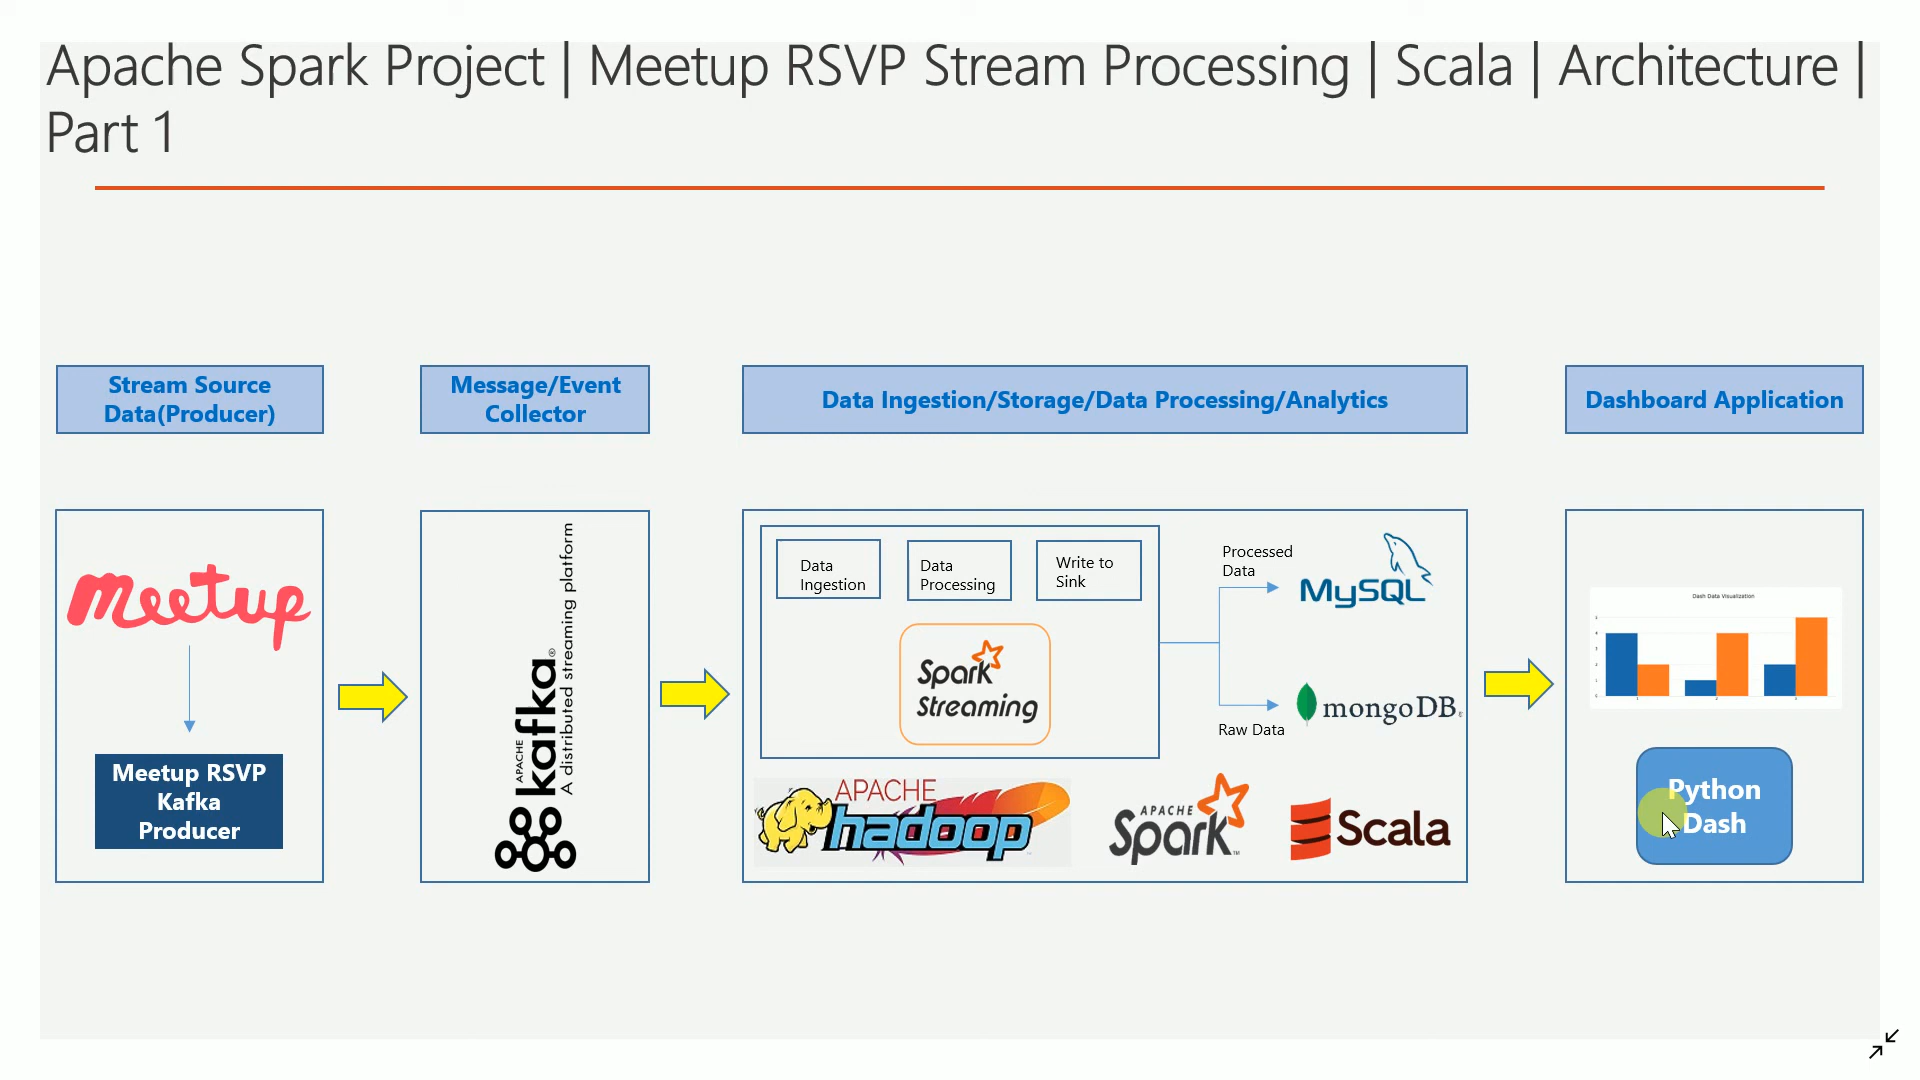 Apache Spark Project | Meetup RSVP Stream Processing | Scala | Architecture |
Part 1
Stream Source
Data(Producer)
Message/Event
Collector
Data Ingestion/Storage/Data Processing/Analytics
Dashboard Application
meetup
Meetup RSVP
Kafka
Producer
APACHE
kafka®
A distributed streaming platform
Data
Ingestion
Data
Processing
Write to
Sink
Spark
Streaming
Processed
Data
MySQL
Raw Data
mongoDB
APACHE
hadoop
APACHE
Spark™
Scala
Dash Data Visualization
Python
Dash